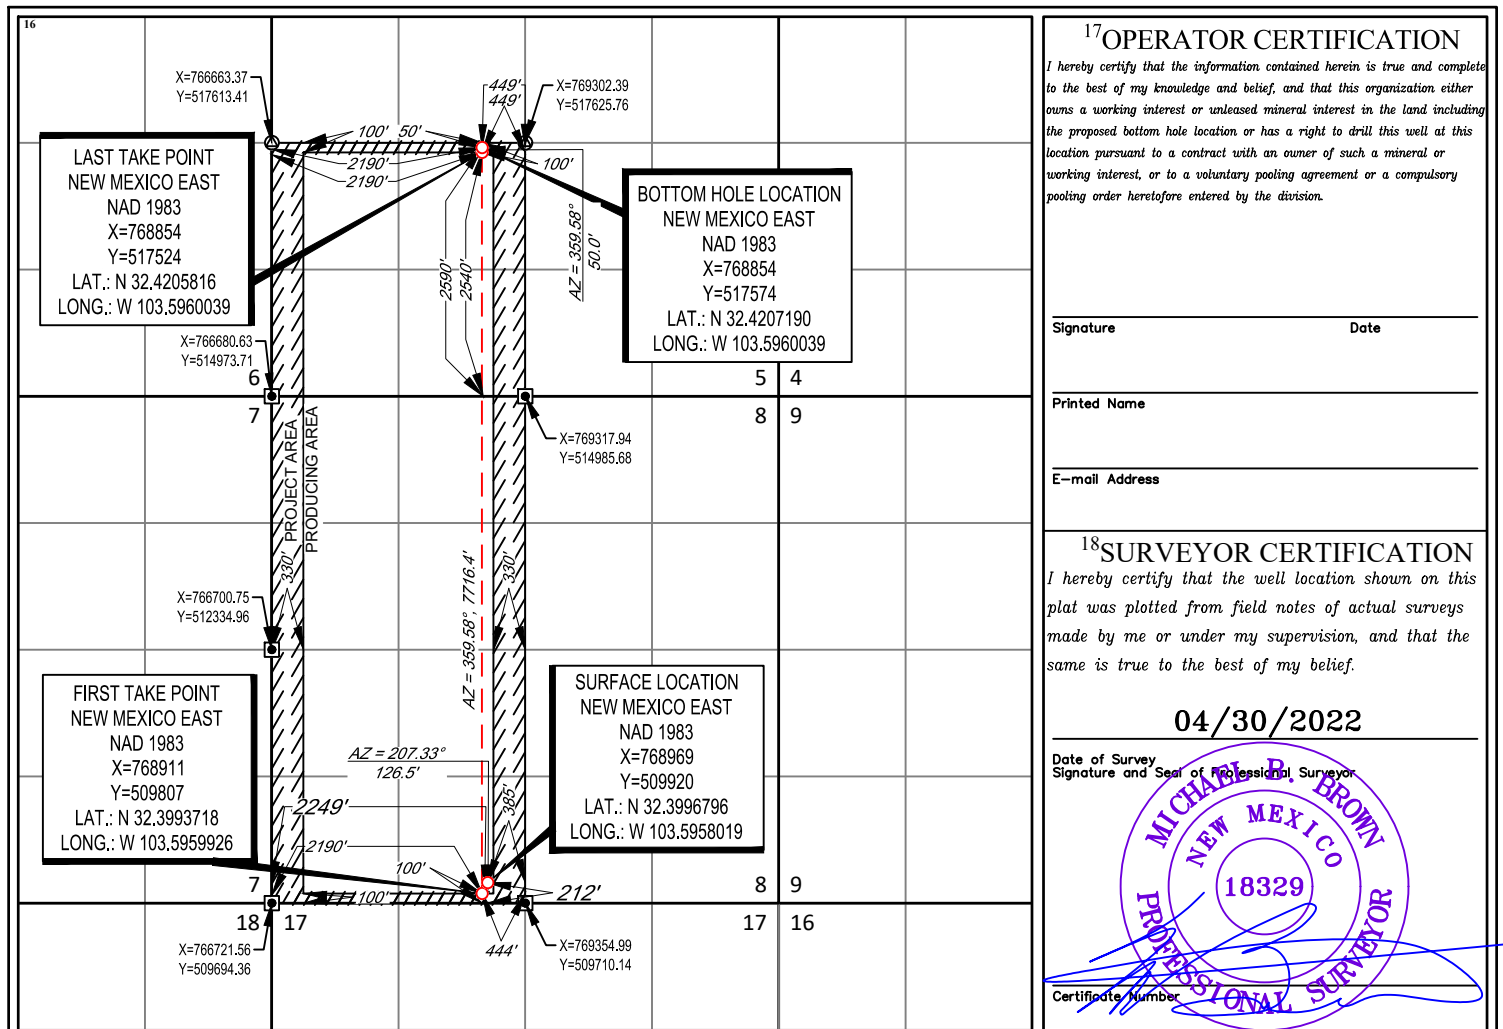 16
X=766663.37
Y=517613.41
449'
449'
X=769302.39
Y=517625.76
100' 50'
2190'
2190'
100'
LAST TAKE POINT
NEW MEXICO EAST
NAD 1983
X=768854
Y=517524
LAT.: N 32.4205816
LONG.: W 103.5960039
BOTTOM HOLE LOCATION
NEW MEXICO EAST
NAD 1983
X=768854
Y=517574
LAT.: N 32.4207190
LONG.: W 103.5960039
AZ = 359.58°
50.0'
2590'
2540'
X=766680.63
Y=514973.71
6
5 4
7
8 9
X=769317.94
Y=514985.68
PROJECT AREA
PRODUCING AREA
330'
330'
AZ = 359.58°, 7716.4'
X=766700.75
Y=512334.96
FIRST TAKE POINT
NEW MEXICO EAST
NAD 1983
X=768911
Y=509807
LAT.: N 32.3993718
LONG.: W 103.5959926
SURFACE LOCATION
NEW MEXICO EAST
NAD 1983
X=768969
Y=509920
LAT.: N 32.3996796
LONG.: W 103.5958019
AZ = 207.33°
126.5'
385'
2249'
2190'
100'
100'
212'
444'
7
8 9
18 17
17 16
X=766721.56
Y=509694.36
X=769354.99
Y=509710.14
17OPERATOR CERTIFICATION
I hereby certify that the information contained herein is true and complete
to the best of my knowledge and belief, and that this organization either
owns a working interest or unleased mineral interest in the land including
the proposed bottom hole location or has a right to drill this well at this
location pursuant to a contract with an owner of such a mineral or
working interest, or to a voluntary pooling agreement or a compulsory
pooling order heretofore entered by the division.
Signature Date
Printed Name
E-mail Address
18SURVEYOR CERTIFICATION
I hereby certify that the well location shown on this
plat was plotted from field notes of actual surveys
made by me or under my supervision, and that the
same is true to the best of my belief.
04/30/2022
Date of Survey
Signature and Seal of Professional Surveyor
MICHAEL B. BROWN
NEW MEXICO
18329
PROFESSIONAL SURVEYOR
Certificate Number